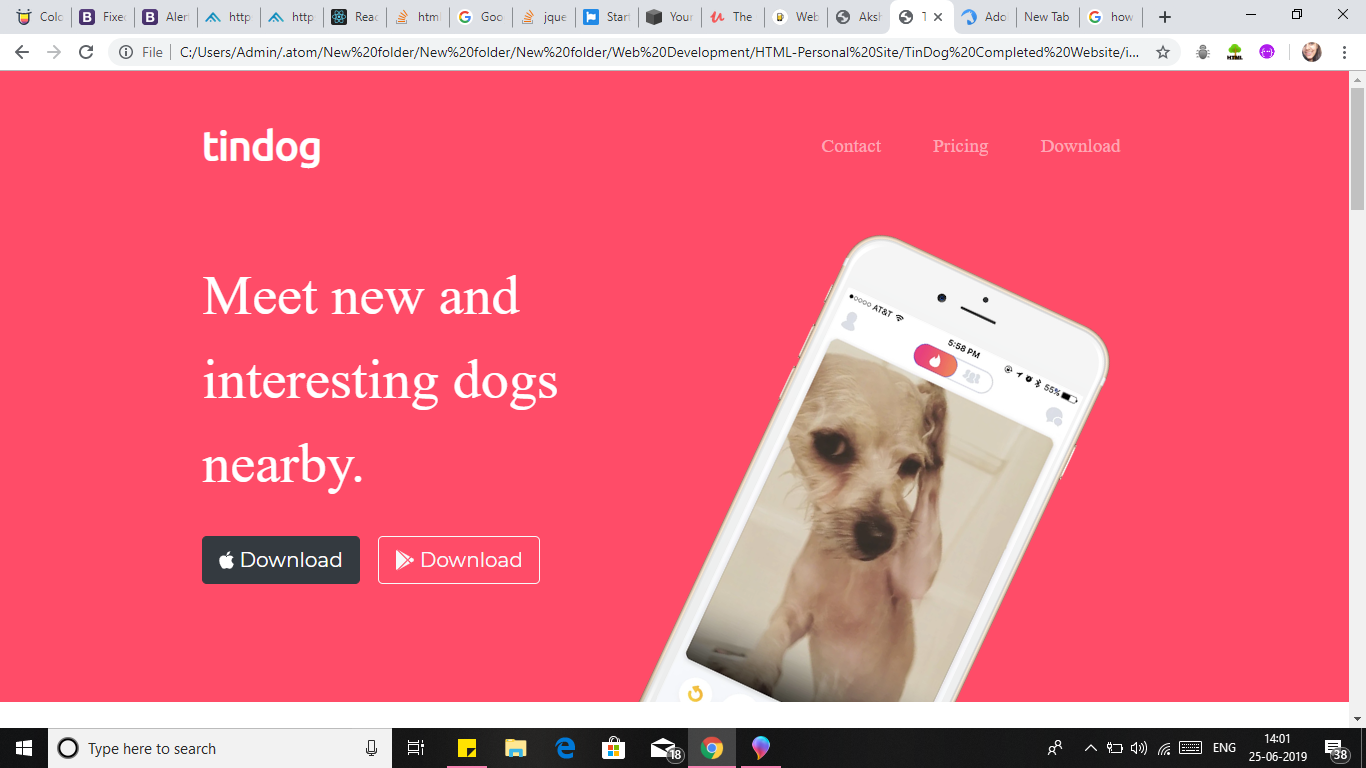 Colc
Fixe
Aler
http
http
Reac
html
Goo
jque
Start
Your
The
Web
Aksh
T
Ado
New Tab
how
File C:/Users/Admin/.atom/New%20folder/New%20folder/New%20folder/Web%20Development/HTML-Personal%20Site/TinDog%20Completed%20Website/i...
tindog
Contact Pricing Download
Meet new and
interesting dogs
nearby.
Download Download
AT&T
5:58 PM
55%
Type here to search
18
ENG
14:01
25-06-2019
38